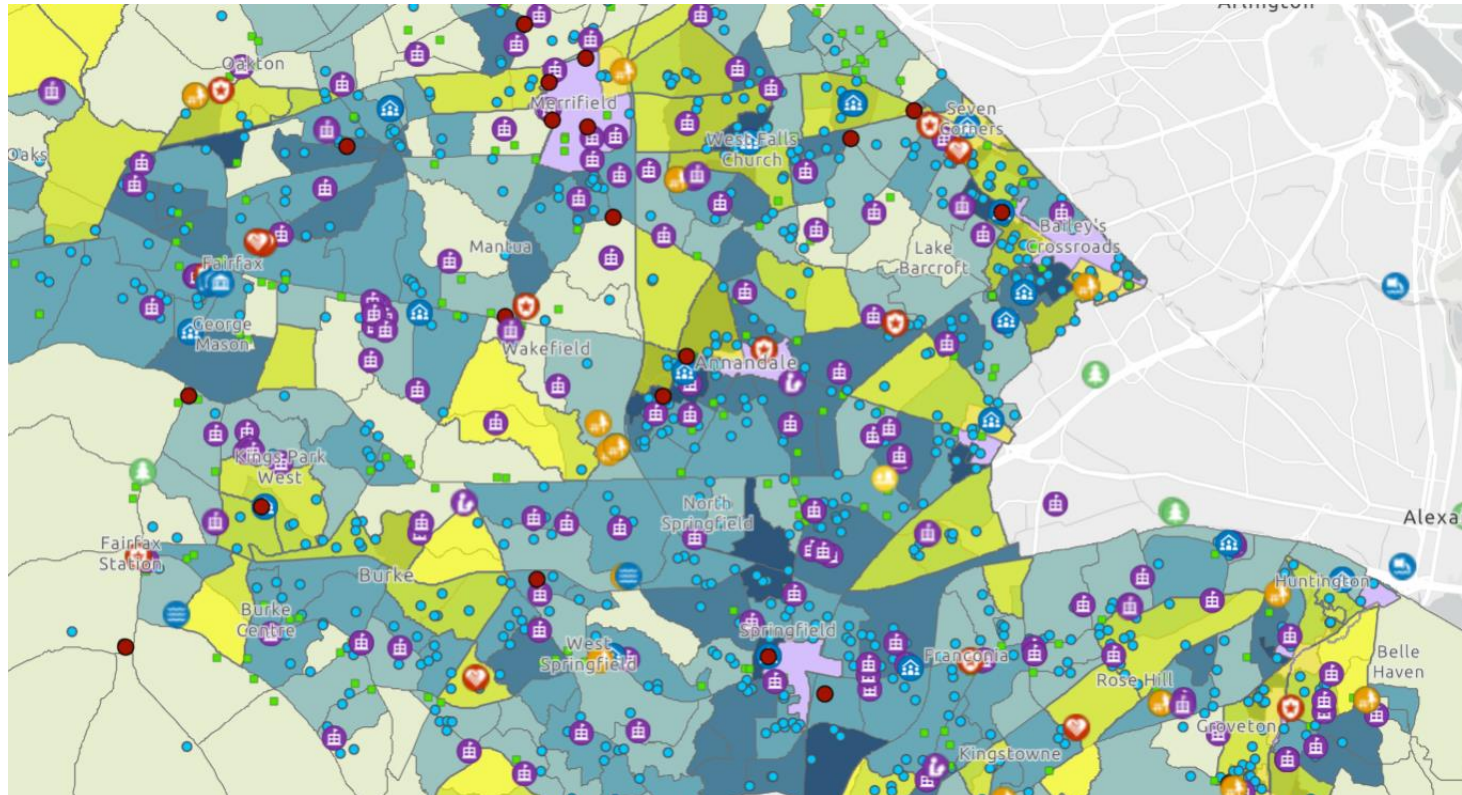 Arlington
Oakton
Merrifield
Seven
Corners
Oaks
West Falls
Church
Mantua
Bailey's
Crossroads
Lake
Barcroft
Fairfax
George
Mason
Wakefield
Annandale
Kings Park
West
North
Springfield
Alexa
Fairfax
Station
Burke
Huntington
Burke
Centre
West
Springfield
Springfield
Franconia
Belle
Haven
Rose Hill
Groveton
Kingstowne